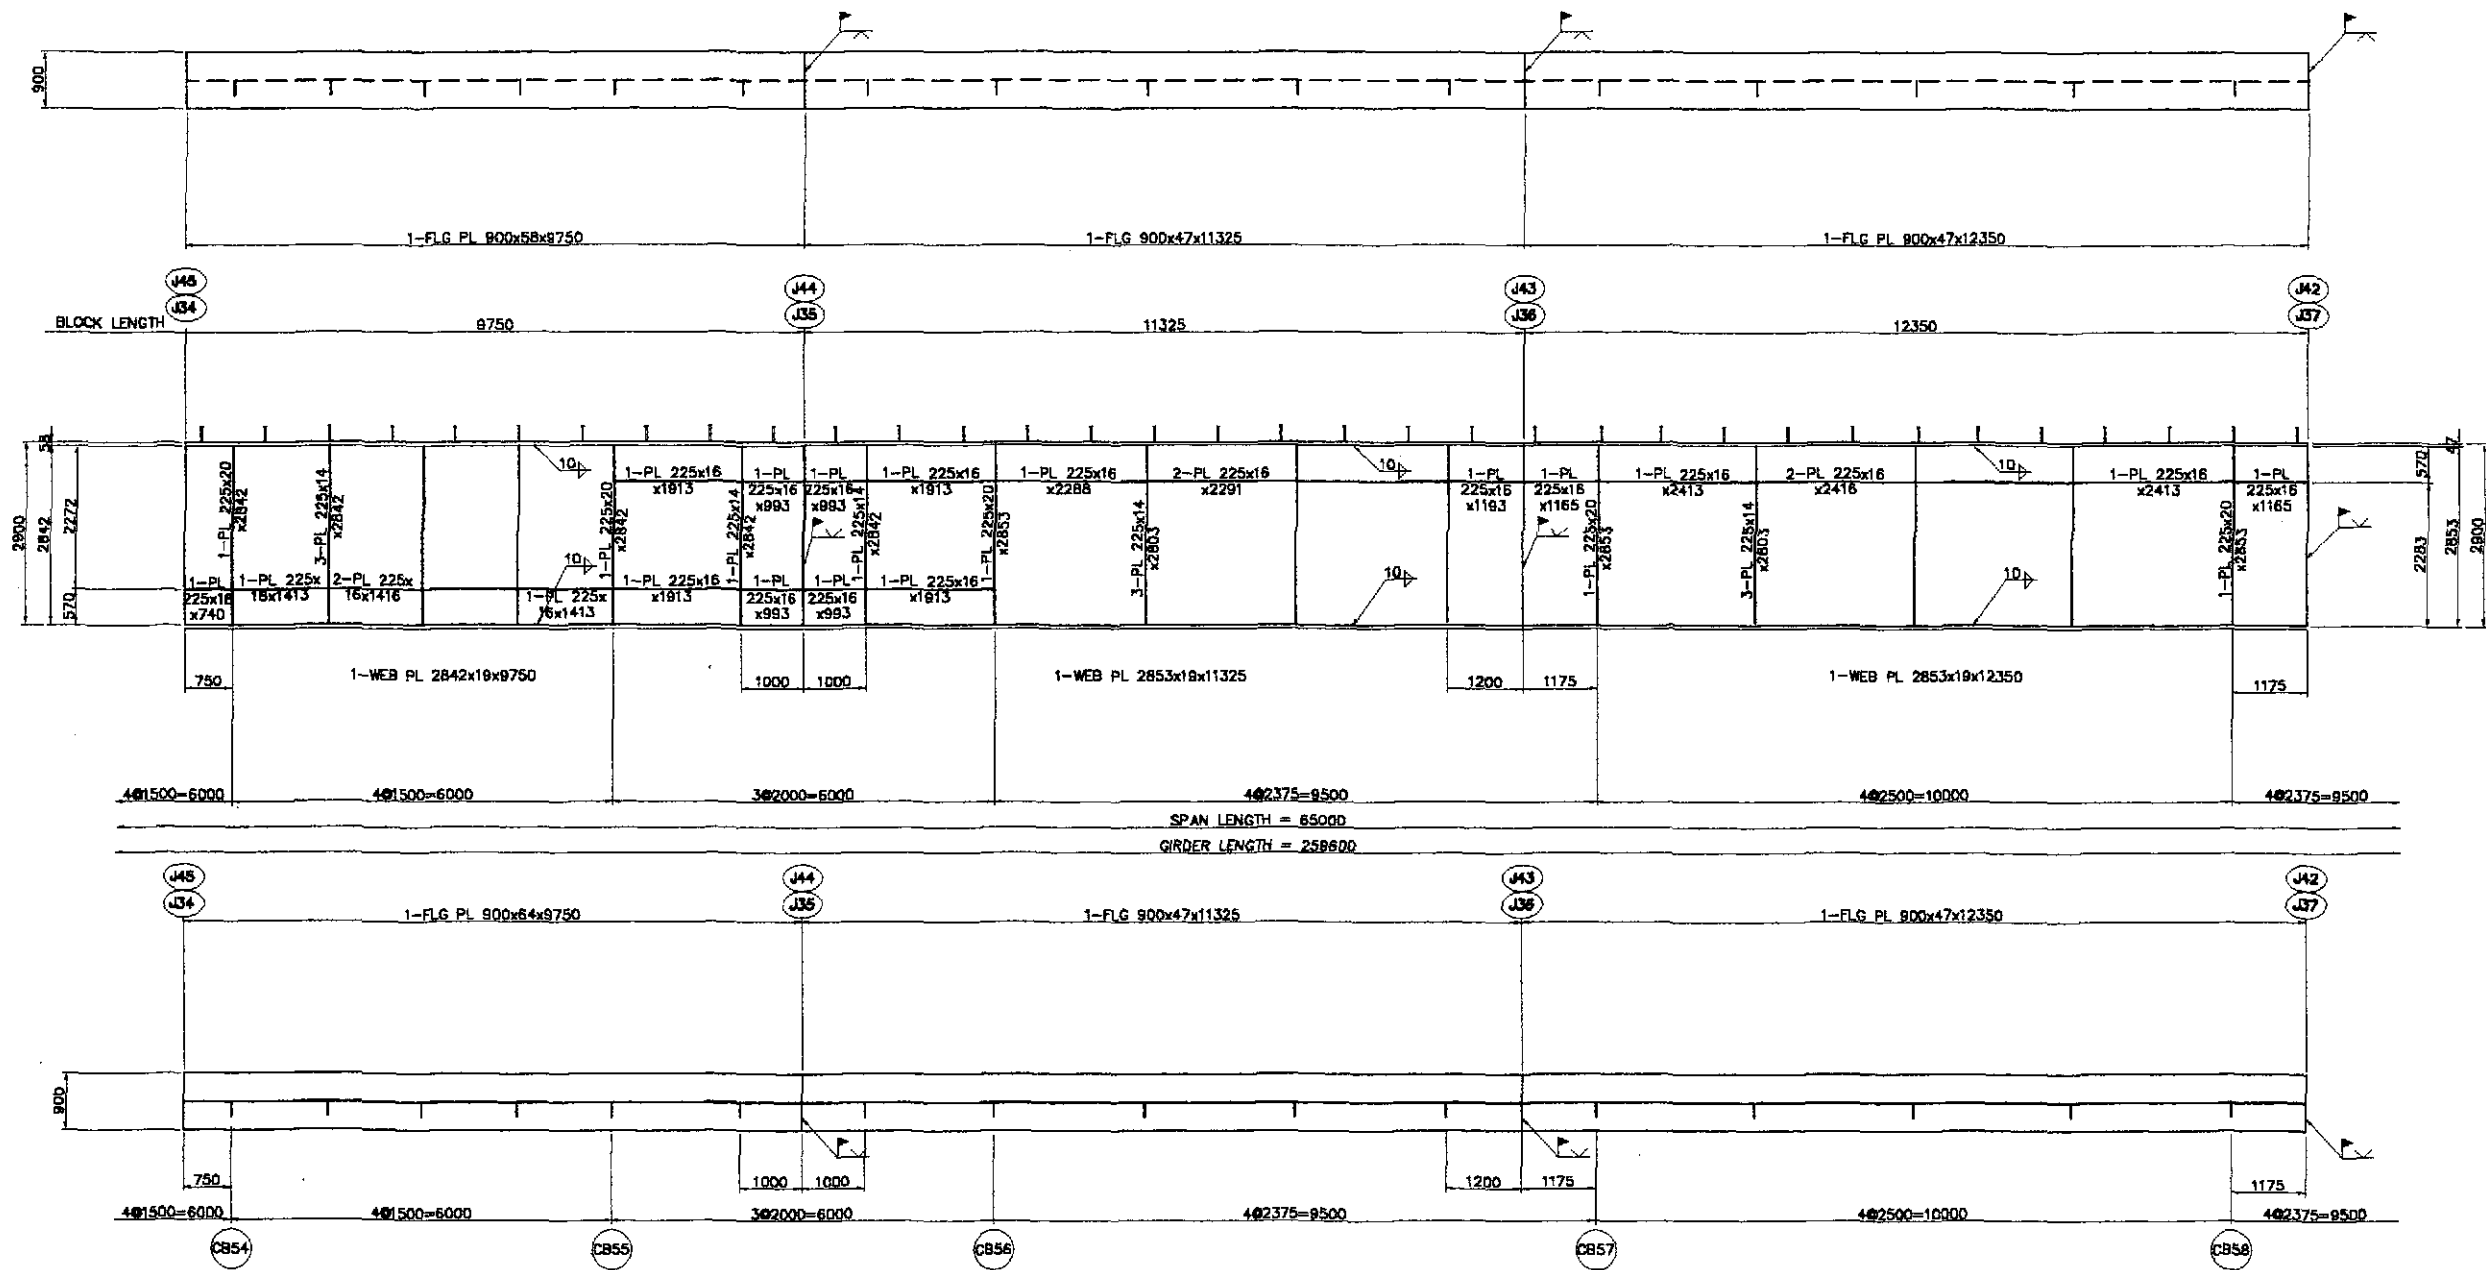 900
1-FLG PL 900x58x9750
1-FLG 900x47x11325
1-FLG PL 900x47x12350
J45
J34
J44
J35
J43
J36
J42
J37
BLOCK LENGTH
9750
11325
12350
2900
2842
58
2272
570
1-PL 225x20
x2842
3-PL 225x14
x2842
10
1-PL 225x20
x2842
1-PL 225x16
x1913
1-PL 225x14
x2842
1-PL
225x16
x993
1-PL
225x16
x993
1-PL 225x14
x2842
1-PL 225x16
x1913
1-PL 225x20
x2853
1-PL 225x16
x2288
3-PL 225x14
x2803
2-PL 225x16
x2291
10
1-PL
225x16
x1193
1-PL
225x16
x1165
1-PL 225x20
x2853
1-PL 225x16
x2413
3-PL 225x14
x2803
2-PL 225x16
x2416
10
1-PL 225x16
x2413
1-PL 225x20
x2853
1-PL
225x16
x1165
570
47
2283
2853
2900
1-PL
225x16
x740
1-PL 225x
16x1413
2-PL 225x
16x1416
10
1-PL 225x
16x1413
1-PL 225x16
x1913
1-PL
225x16
x993
1-PL
225x16
x993
1-PL 225x16
x1913
10
10
750
1-WEB PL 2842x19x9750
1000
1000
1-WEB PL 2853x19x11325
1200
1175
1-WEB PL 2853x19x12350
1175
4@1500=6000
4@1500=6000
3@2000=6000
4@2375=9500
4@2500=10000
4@2375=9500
SPAN LENGTH = 65000
GIRDER LENGTH = 258600
J45
J34
J44
J35
J43
J36
J42
J37
1-FLG PL 900x64x9750
1-FLG 900x47x11325
1-FLG PL 900x47x12350
900
750
1000
1000
1200
1175
1175
4@1500=6000
4@1500=6000
3@2000=6000
4@2375=9500
4@2500=10000
4@2375=9500
CB54
CB55
CB56
CB57
CB58